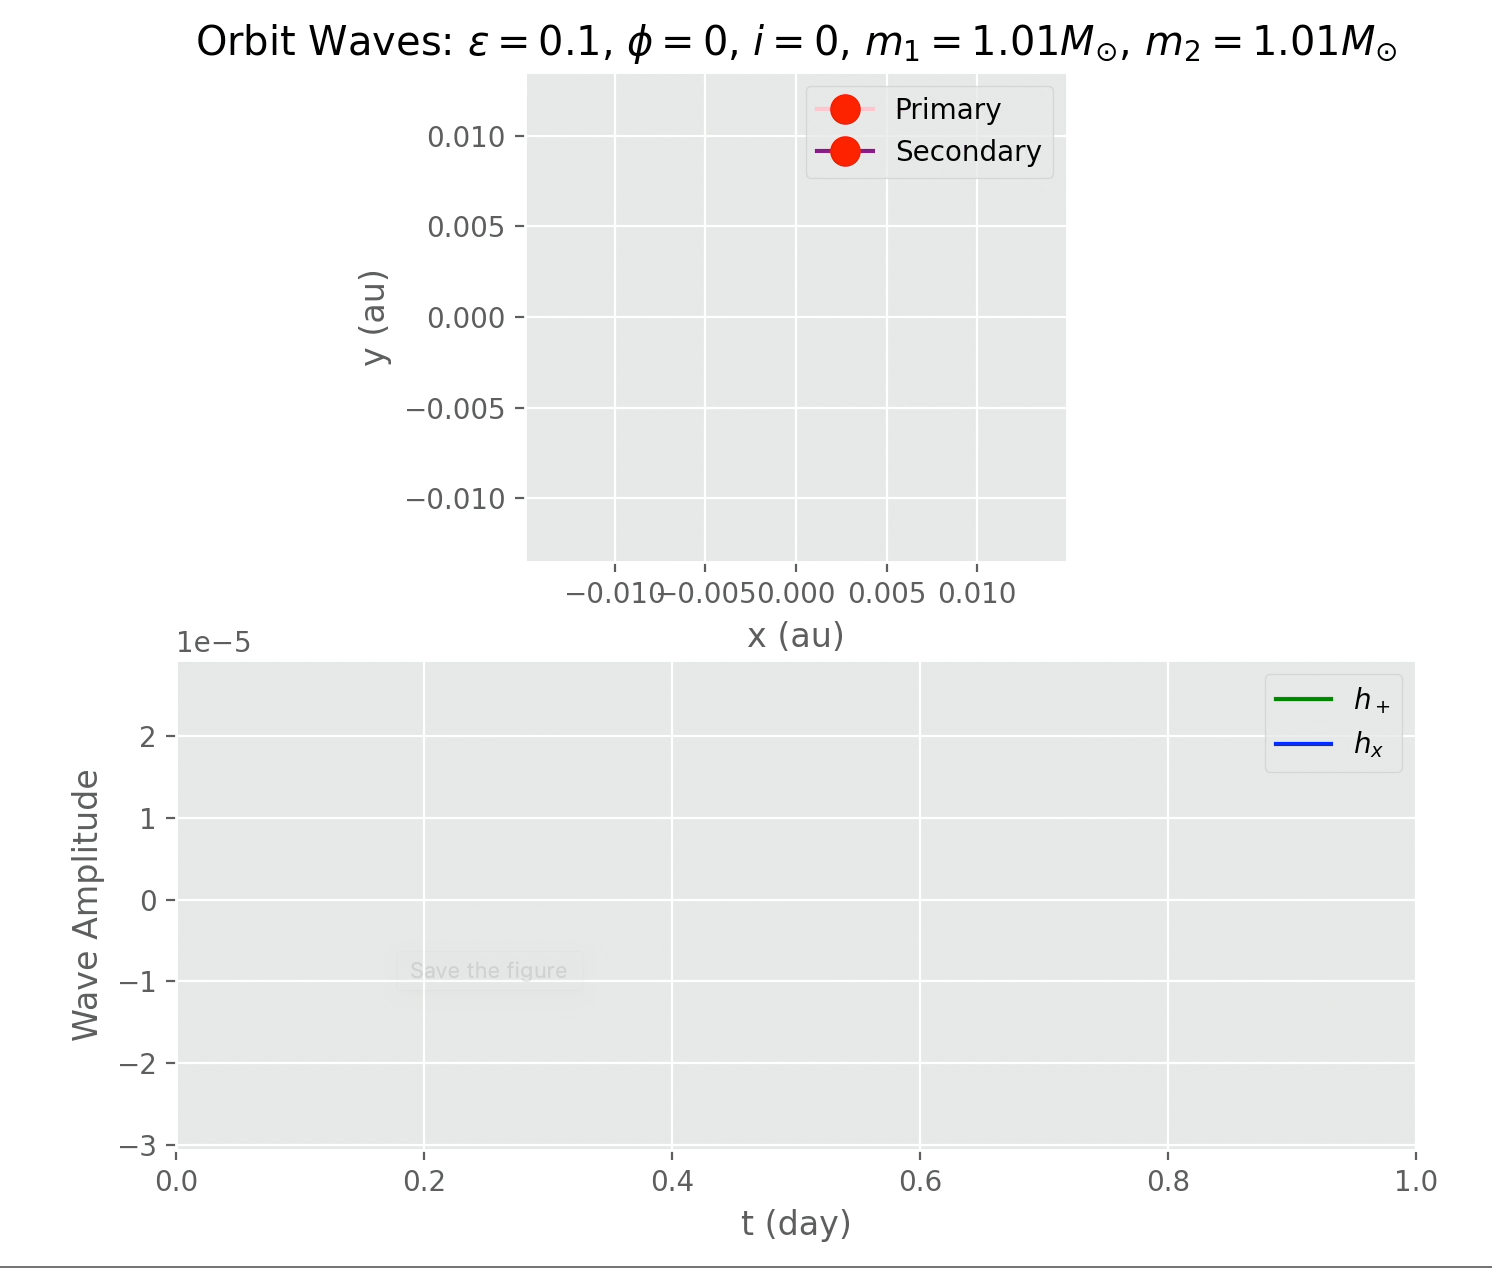 Orbit Waves: ε = 0.1, ϕ = 0, i = 0, m₁ = 1.01M⊙, m₂ = 1.01M⊙
Primary
Secondary
0.010
0.005
0.000
−0.005
−0.010
y (au)
−0.010 −0.005 0.000 0.005 0.010
x (au)
1e−5
h₊
hₓ
2
1
0
−1
−2
−3
Wave Amplitude
Save the figure
0.0 0.2 0.4 0.6 0.8 1.0
t (day)